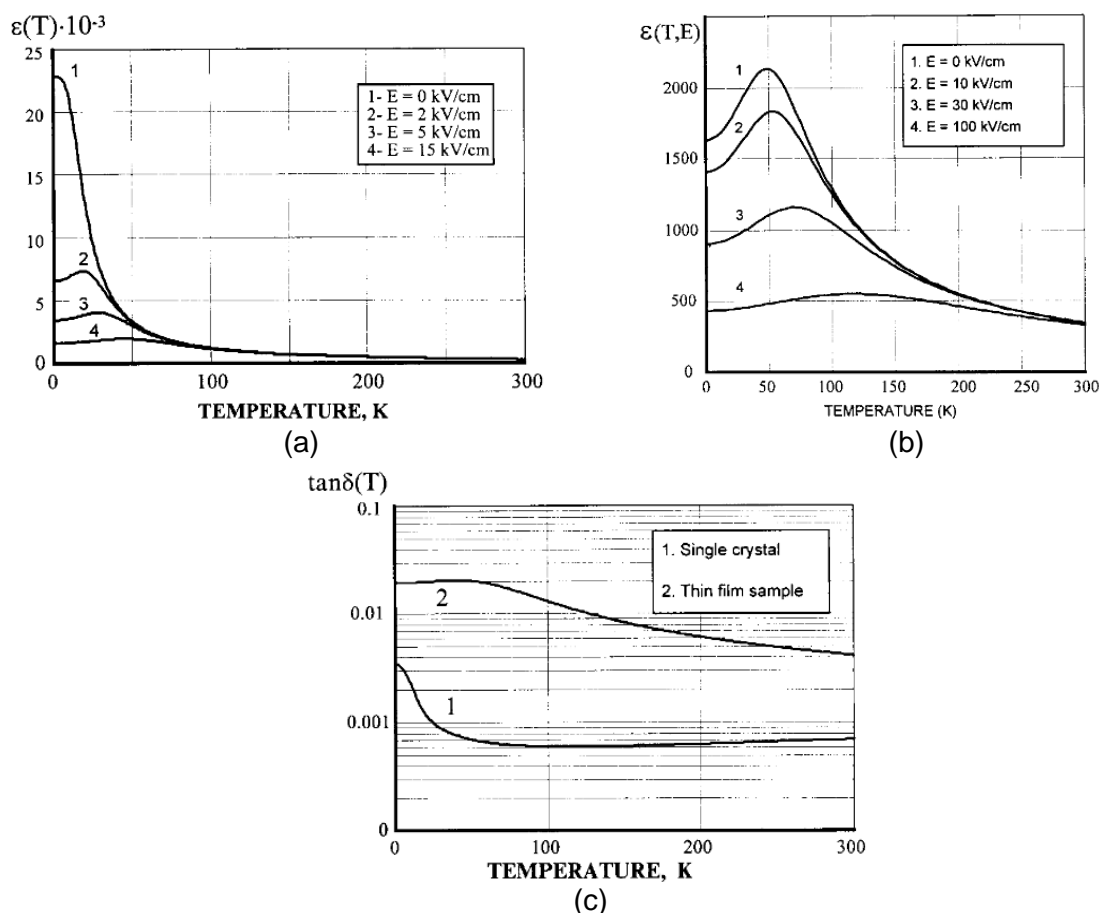 ε(T)·10⁻³
25
20
15
10
5
0
1
2
3
4
1- E = 0 kV/cm
2- E = 2 kV/cm
3- E = 5 kV/cm
4- E = 15 kV/cm
0 100 200 300
TEMPERATURE, K
(a)
ε(T,E)
2000
1500
1000
500
0
1
2
3
4
1. E = 0 kV/cm
2. E = 10 kV/cm
3. E = 30 kV/cm
4. E = 100 kV/cm
0 50 100 150 200 250 300
TEMPERATURE (K)
(b)
tanδ(T)
0.1
0.01
0.001
0
2
1
1. Single crystal
2. Thin film sample
0 100 200 300
TEMPERATURE, K
(c)